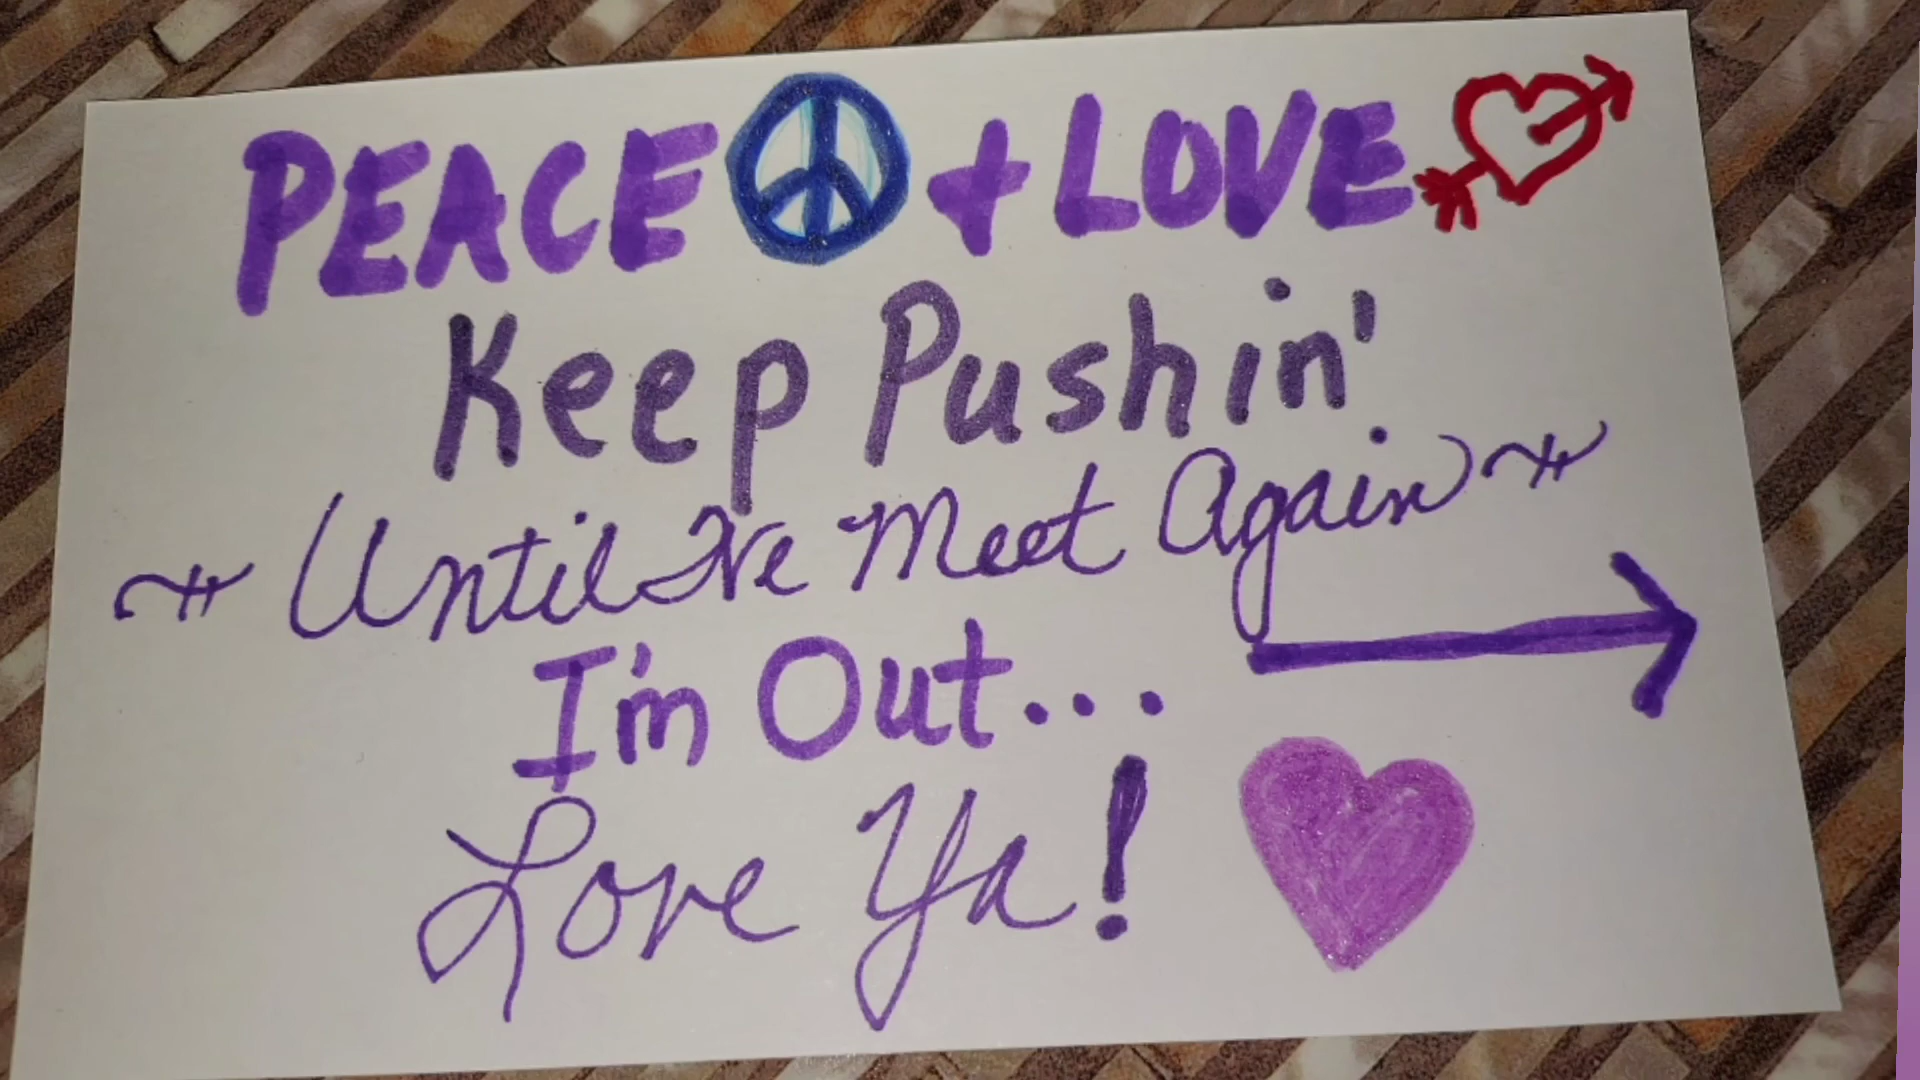 PEACE + LOVE
Keep Pushin'
~ Until We Meet Again ~
I'm Out...
Love Ya!